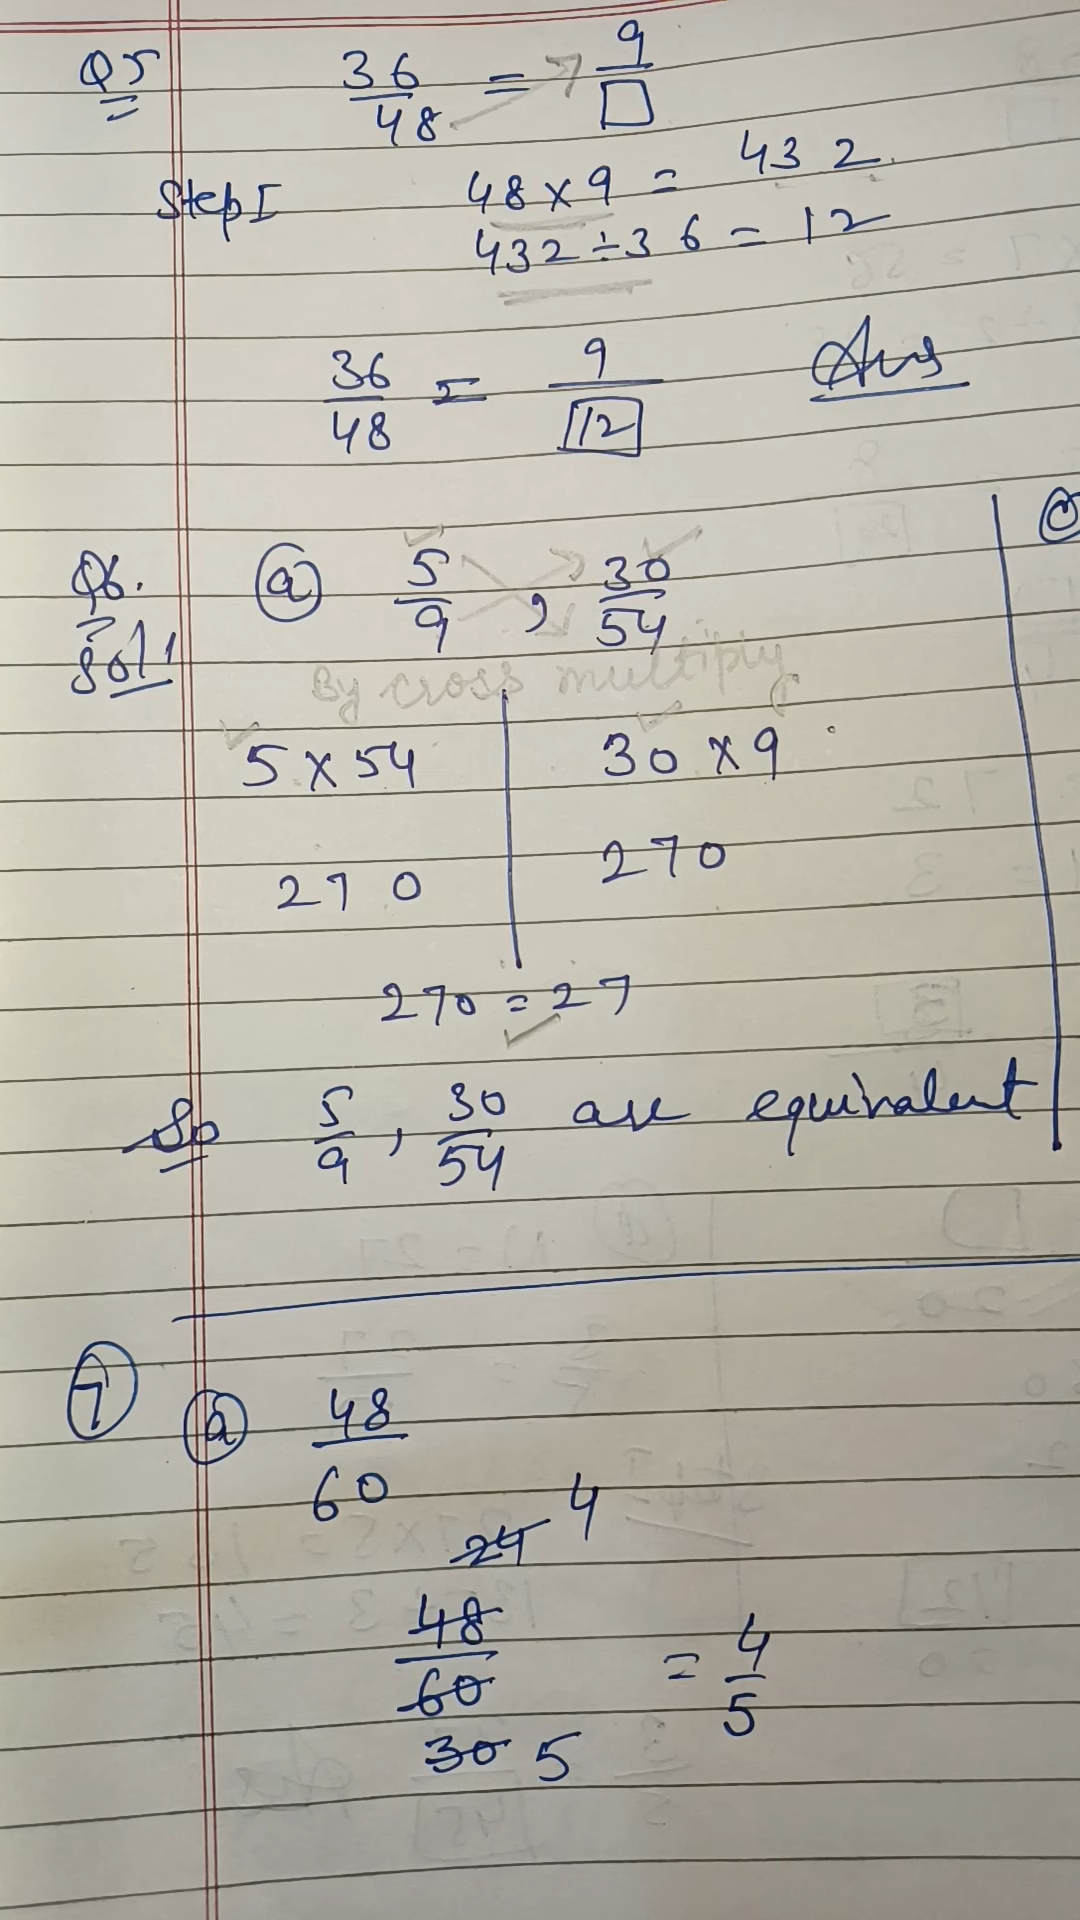 Q5 36/48 = 9/□
Step I 48 x 9 = 432
432 ÷ 36 = 12
36/48 = 9/12 Ans
Q6. (a) 5/9 , 30/54
Sol1
By cross multiply
5 x 54 30 x 9
270 270
270 = 27
So 5/9 , 30/54 are equivalent
(7) (a) 48/60
24 4
48/60 = 4/5
30 5